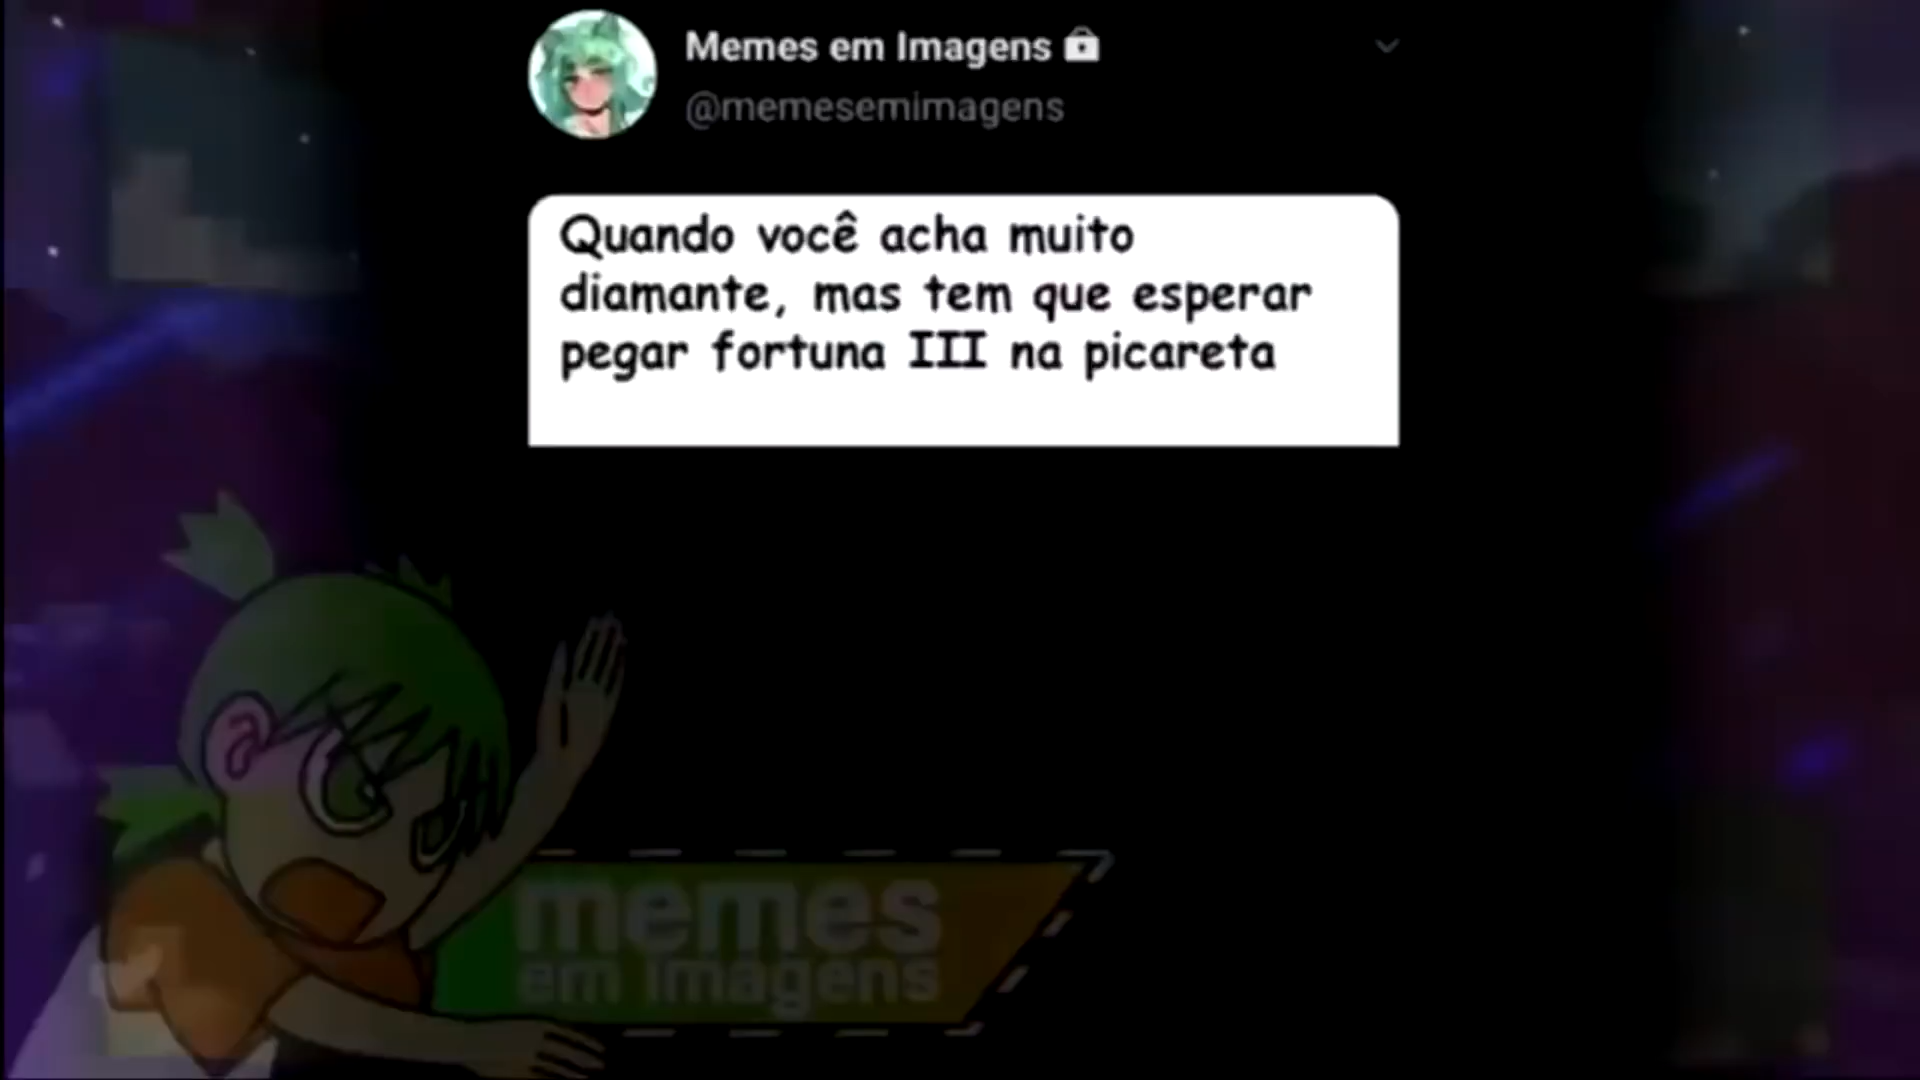 Memes em Imagens
@memesemimagens
Quando você acha muito
diamante, mas tem que esperar
pegar fortuna III na picareta
memes
em imagens